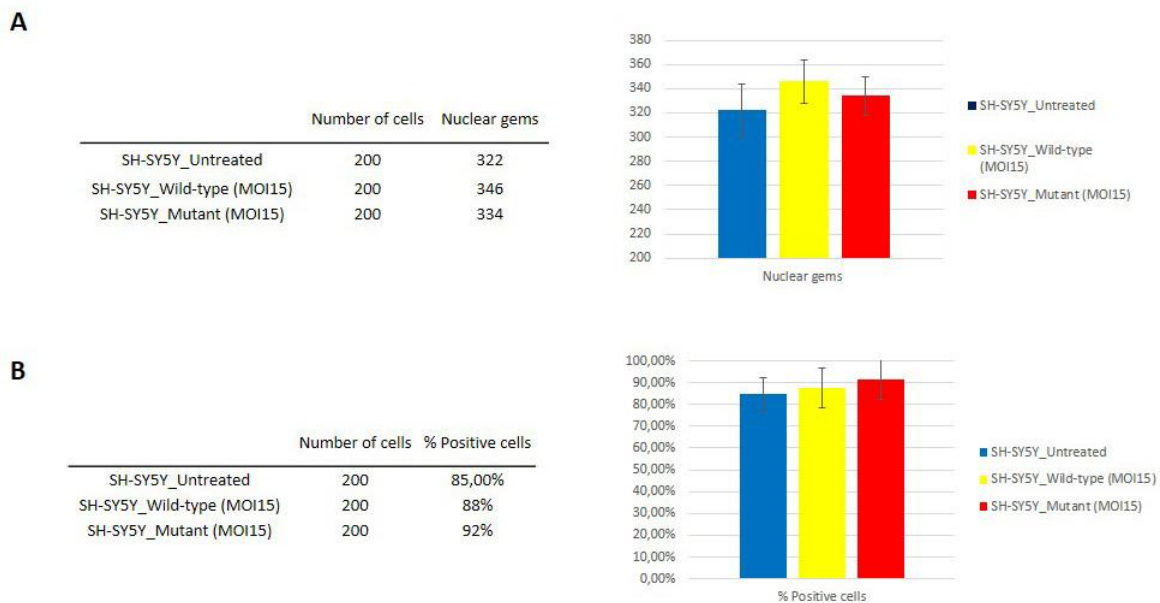 A
Number of cells Nuclear gems
SH-SY5Y_Untreated 200 322
SH-SY5Y_Wild-type (MOI15) 200 346
SH-SY5Y_Mutant (MOI15) 200 334
380
360
340
320
300
280
260
240
220
200
Nuclear gems
SH-SY5Y_Untreated
SH-SY5Y_Wild-type
(MOI15)
SH-SY5Y_Mutant (MOI15)
B
Number of cells % Positive cells
SH-SY5Y_Untreated 200 85,00%
SH-SY5Y_Wild-type (MOI15) 200 88%
SH-SY5Y_Mutant (MOI15) 200 92%
100,00%
90,00%
80,00%
70,00%
60,00%
50,00%
40,00%
30,00%
20,00%
10,00%
0,00%
% Positive cells
SH-SY5Y_Untreated
SH-SY5Y_Wild-type (MOI15)
SH-SY5Y_Mutant (MOI15)